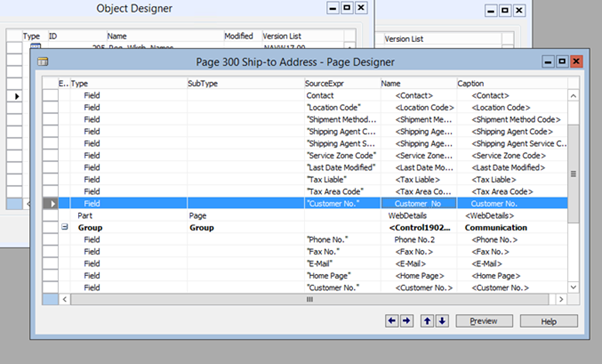 Object Designer
Type ID Name Modified Version List
Version List
Page 300 Ship-to Address - Page Designer
E.. Type SubType SourceExpr Name Caption
Field Contact <Contact> <Contact>
Field "Location Code" <Location Code> <Location Code>
Field "Shipment Method... <Shipment Me... <Shipment Method Code>
Field "Shipping Agent C... <Shipping Age... <Shipping Agent Code>
Field "Shipping Agent S... <Shipping Age... <Shipping Agent Service C...
Field "Service Zone Code" <Service Zone... <Service Zone Code>
Field "Last Date Modified" <Last Date Mo... <Last Date Modified>
Field "Tax Liable" <Tax Liable> <Tax Liable>
Field "Tax Area Code" <Tax Area Co... <Tax Area Code>
Field "Customer No." Customer No Customer No.
Part Page WebDetails <WebDetails>
Group Group <Control1902... Communication
Field "Phone No." Phone No.2 <Phone No.>
Field "Fax No." <Fax No.> <Fax No.>
Field "E-Mail" <E-Mail> <E-Mail>
Field "Home Page" <Home Page> <Home Page>
Field "Customer No." <Customer No.> <Customer No.>
Preview Help